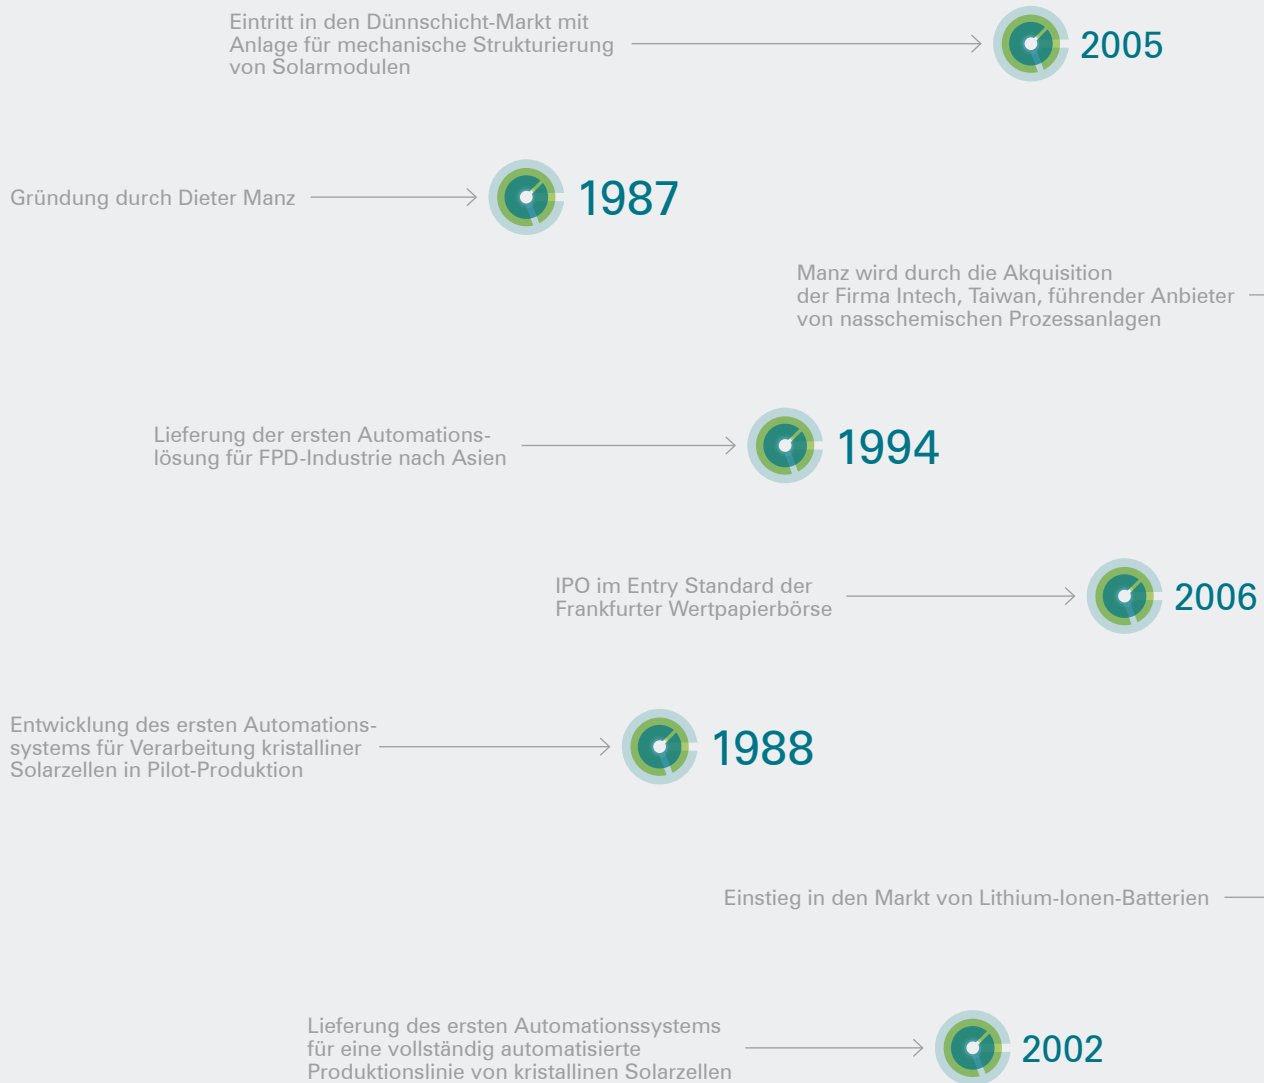 Eintritt in den Dünnschicht-Markt mit
Anlage für mechanische Strukturierung
von Solarmodulen
2005
Gründung durch Dieter Manz
1987
Manz wird durch die Akquisition
der Firma Intech, Taiwan, führender Anbieter
von nasschemischen Prozessanlagen
Lieferung der ersten Automations-
lösung für FPD-Industrie nach Asien
1994
IPO im Entry Standard der
Frankfurter Wertpapierbörse
2006
Entwicklung des ersten Automations-
systems für Verarbeitung kristalliner
Solarzellen in Pilot-Produktion
1988
Einstieg in den Markt von Lithium-Ionen-Batterien
Lieferung des ersten Automationssystems
für eine vollständig automatisierte
Produktionslinie von kristallinen Solarzellen
2002